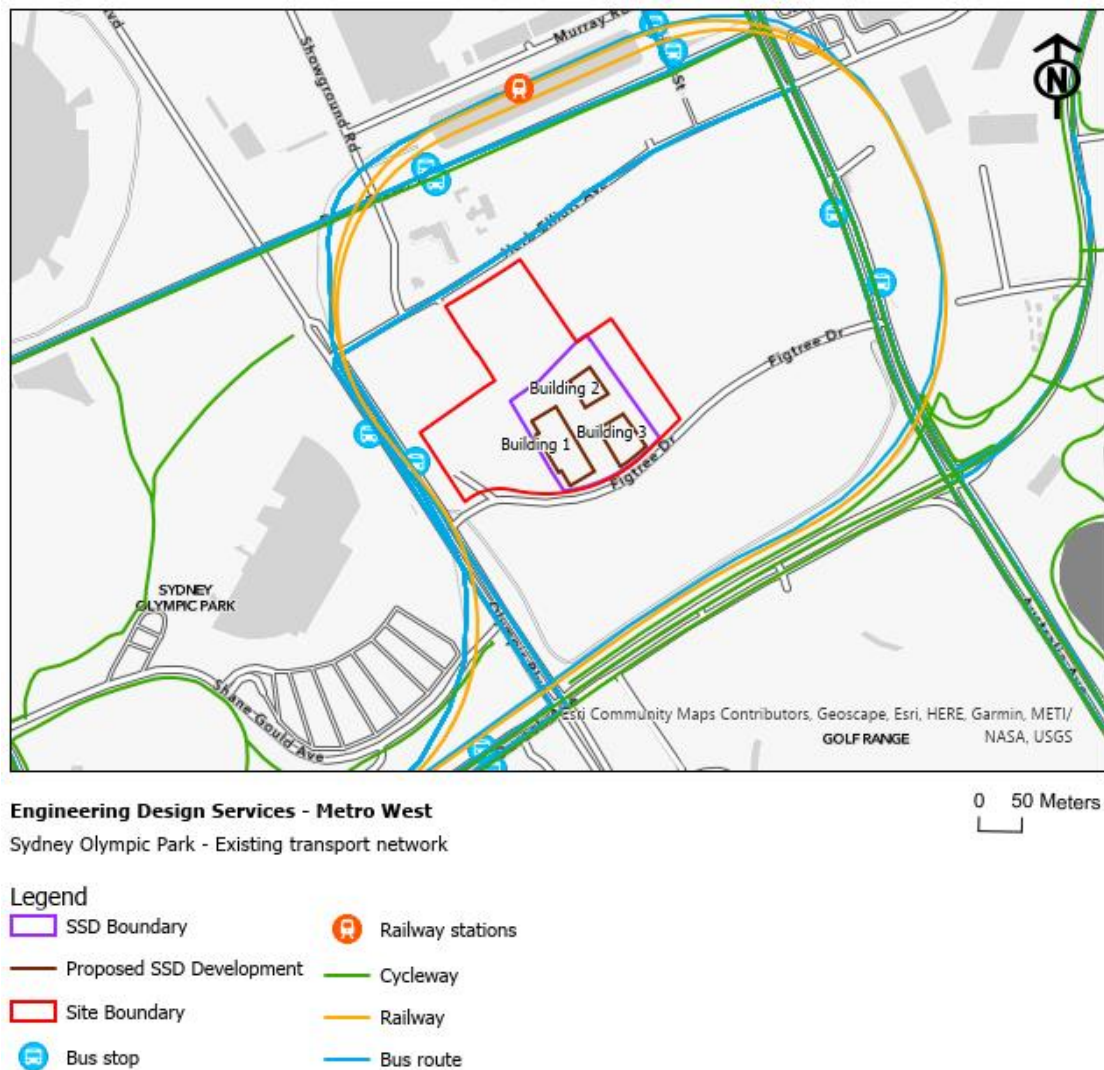 Murray Ro
Showground Rd
St
Herb Elliott Ave
Figtree Dr
Building 2
Building 1
Building 3
Figtree Dr
SYDNEY
OLYMPIC PARK
Shane Gould Ave
Australia Ave
Esri Community Maps Contributors, Geoscape, Esri, HERE, Garmin, METI/
NASA, USGS
GOLF RANGE
N
Engineering Design Services - Metro West
Sydney Olympic Park - Existing transport network
0 50 Meters
Legend
SSD Boundary
Proposed SSD Development
Site Boundary
Bus stop
Railway stations
Cycleway
Railway
Bus route